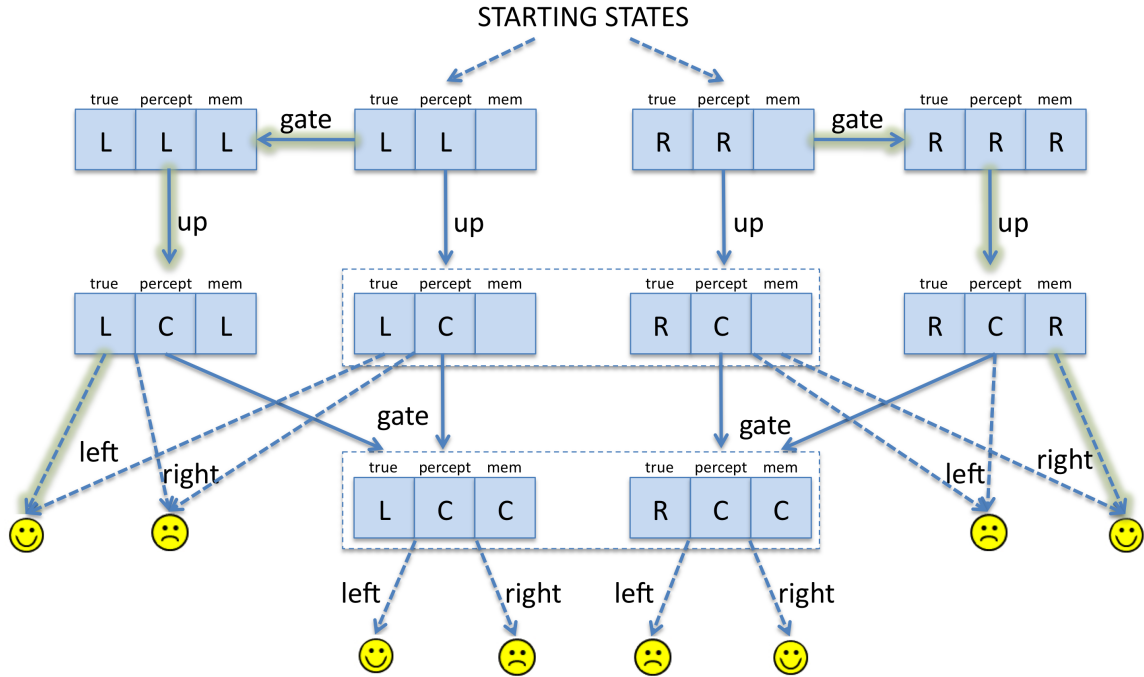 STARTING STATES
true percept mem true percept mem true percept mem true percept mem
L L L gate L L R R gate R R R
up up up up
true percept mem true percept mem true percept mem true percept mem
L C L L C R C R C R
gate gate
left right left right
true percept mem true percept mem
L C C R C C
left right left right